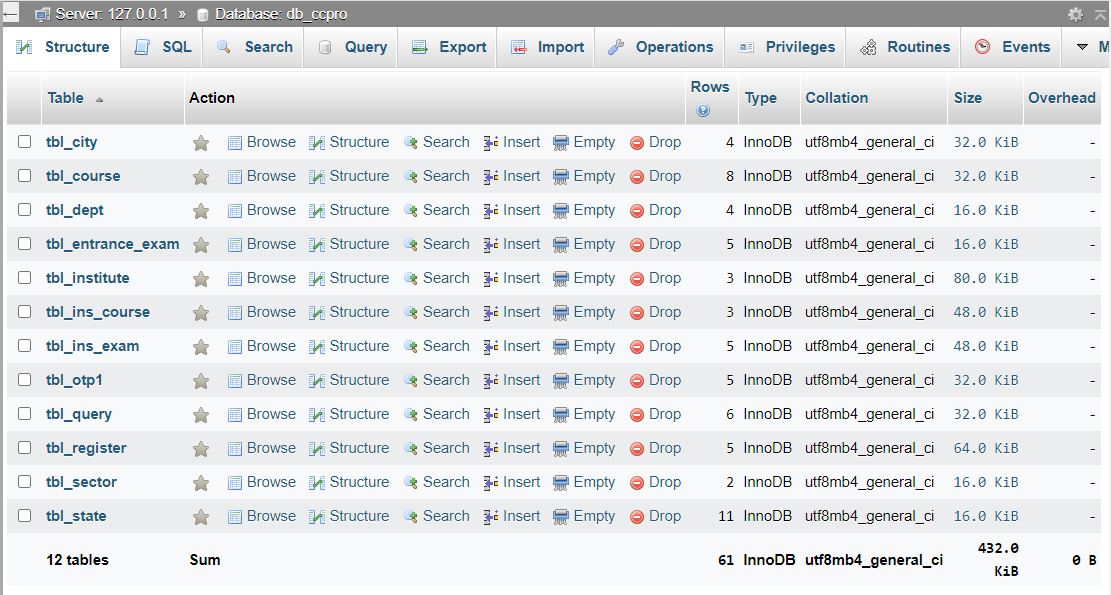 Server: 127.0.0.1 » Database: db_ccpro
Structure SQL Search Query Export Import Operations Privileges Routines Events M
Table Action Rows Type Collation Size Overhead
tbl_city Browse Structure Search Insert Empty Drop 4 InnoDB utf8mb4_general_ci 32.0 KiB -
tbl_course Browse Structure Search Insert Empty Drop 8 InnoDB utf8mb4_general_ci 32.0 KiB -
tbl_dept Browse Structure Search Insert Empty Drop 4 InnoDB utf8mb4_general_ci 16.0 KiB -
tbl_entrance_exam Browse Structure Search Insert Empty Drop 5 InnoDB utf8mb4_general_ci 16.0 KiB -
tbl_institute Browse Structure Search Insert Empty Drop 3 InnoDB utf8mb4_general_ci 80.0 KiB -
tbl_ins_course Browse Structure Search Insert Empty Drop 3 InnoDB utf8mb4_general_ci 48.0 KiB -
tbl_ins_exam Browse Structure Search Insert Empty Drop 5 InnoDB utf8mb4_general_ci 48.0 KiB -
tbl_otp1 Browse Structure Search Insert Empty Drop 5 InnoDB utf8mb4_general_ci 32.0 KiB -
tbl_query Browse Structure Search Insert Empty Drop 6 InnoDB utf8mb4_general_ci 32.0 KiB -
tbl_register Browse Structure Search Insert Empty Drop 5 InnoDB utf8mb4_general_ci 64.0 KiB -
tbl_sector Browse Structure Search Insert Empty Drop 2 InnoDB utf8mb4_general_ci 16.0 KiB -
tbl_state Browse Structure Search Insert Empty Drop 11 InnoDB utf8mb4_general_ci 16.0 KiB -
12 tables Sum 61 InnoDB utf8mb4_general_ci 432.0 KiB 0 B